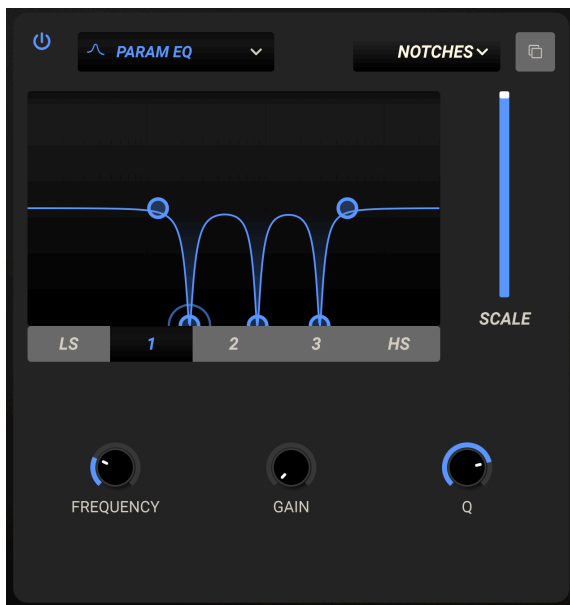 PARAM EQ
NOTCHES
SCALE
LS 1 2 3 HS
FREQUENCY GAIN Q